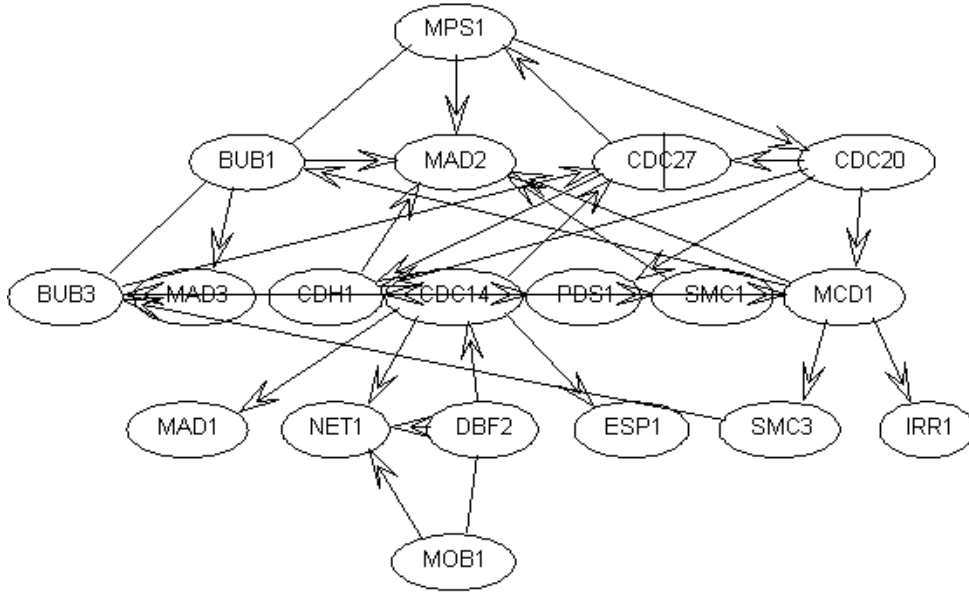 MPS1
BUB1 MAD2 CDC27 CDC20
BUB3 MAD3 CDH1 CDC14 PDS1 SMC1 MCD1
MAD1 NET1 DBF2 ESP1 SMC3 IRR1
MOB1